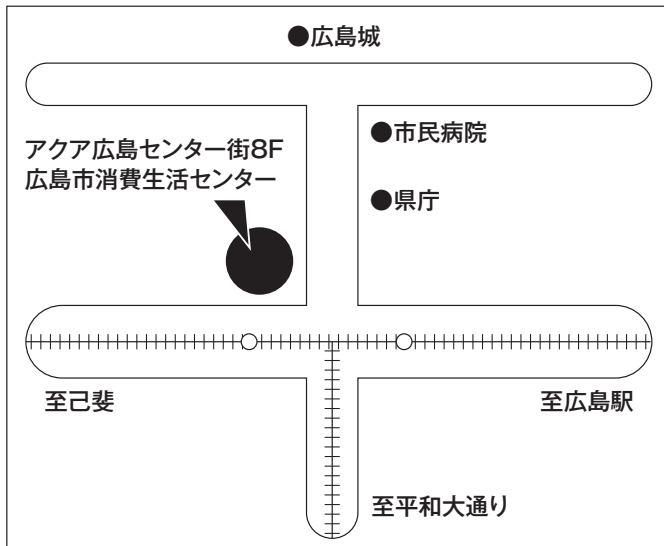 ●広島城
アクア広島センター街8F
広島市消費生活センター
●市民病院
●県庁
至己斐
至広島駅
至平和大通り